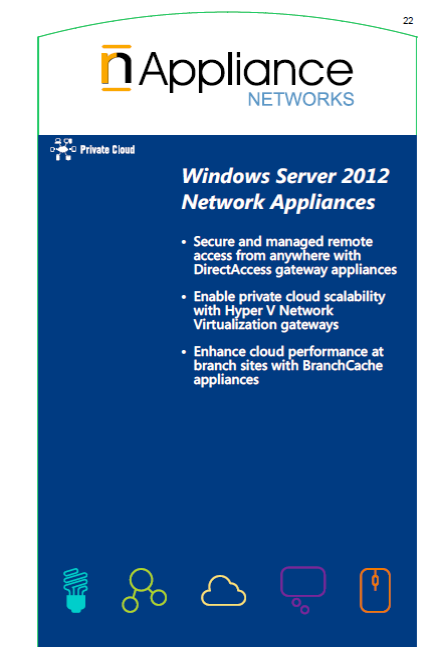 22
nAppliance
NETWORKS
Private Cloud
Windows Server 2012
Network Appliances
• Secure and managed remote
access from anywhere with
DirectAccess gateway appliances
• Enable private cloud scalability
with Hyper V Network
Virtualization gateways
• Enhance cloud performance at
branch sites with BranchCache
appliances